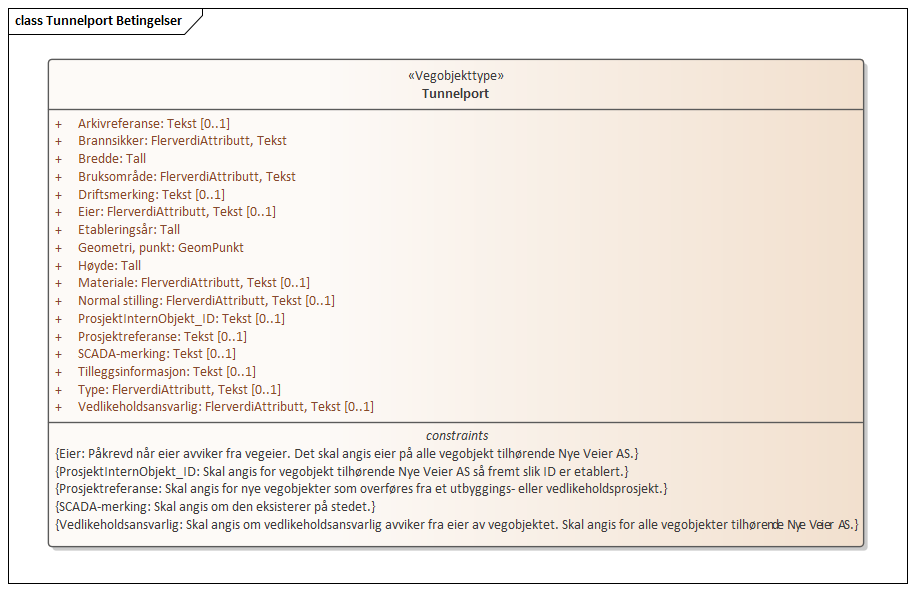 class Tunnelport Betingelser
«Vegobjekttype»
Tunnelport
+ Arkivreferanse: Tekst [0..1]
+ Brannsikker: FlerverdiAttributt, Tekst
+ Bredde: Tall
+ Bruksområde: FlerverdiAttributt, Tekst
+ Driftsmerking: Tekst [0..1]
+ Eier: FlerverdiAttributt, Tekst [0..1]
+ Etableringsår: Tall
+ Geometri, punkt: GeomPunkt
+ Høyde: Tall
+ Materiale: FlerverdiAttributt, Tekst [0..1]
+ Normal stilling: FlerverdiAttributt, Tekst [0..1]
+ ProsjektInternObjekt_ID: Tekst [0..1]
+ Prosjektreferanse: Tekst [0..1]
+ SCADA-merking: Tekst [0..1]
+ Tilleggsinformasjon: Tekst [0..1]
+ Type: FlerverdiAttributt, Tekst [0..1]
+ Vedlikeholdsansvarlig: FlerverdiAttributt, Tekst [0..1]
constraints
{Eier: Påkrevd når eier avviker fra vegeier. Det skal angis eier på alle vegobjekt tilhørende Nye Veier AS.}
{ProsjektInternObjekt_ID: Skal angis for vegobjekt tilhørende Nye Veier AS så fremt slik ID er etablert.}
{Prosjektreferanse: Skal angis for nye vegobjekter som overføres fra et utbyggings- eller vedlikeholdsprosjekt.}
{SCADA-merking: Skal angis om den eksisterer på stedet.}
{Vedlikeholdsansvarlig: Skal angis om vedlikeholdsansvarlig avviker fra eier av vegobjektet. Skal angis for alle vegobjekter tilhørende Nye Veier AS.}